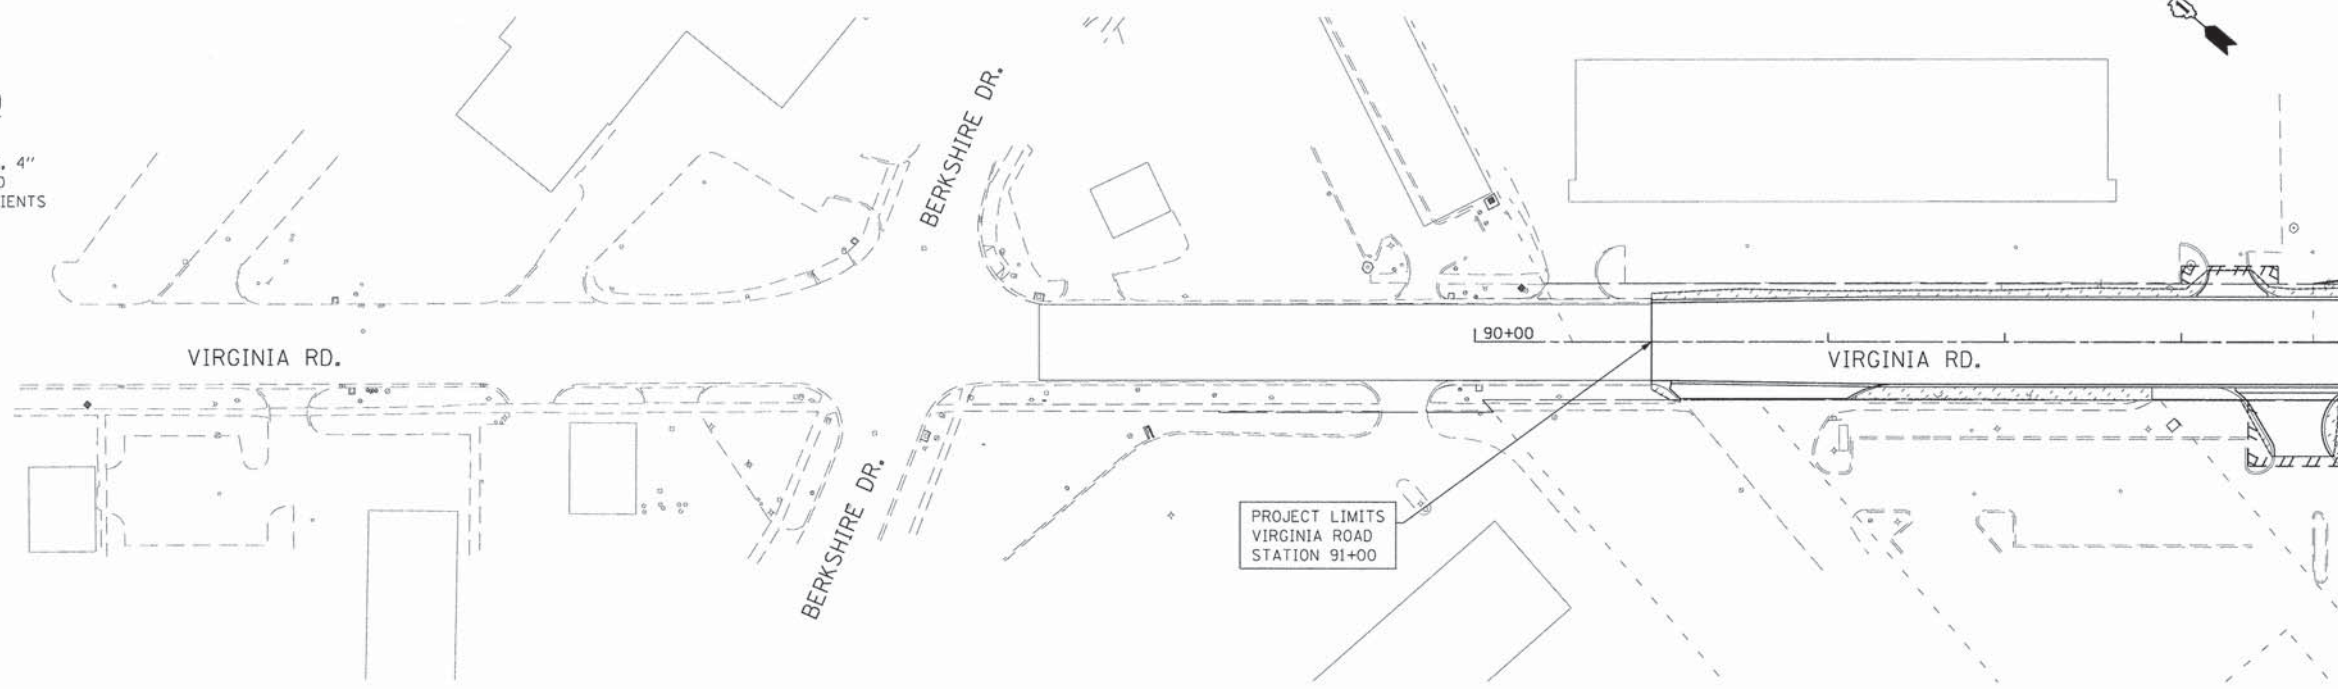 . 4"
IENTS
BERKSHIRE DR.
90+00
VIRGINIA RD.
VIRGINIA RD.
PROJECT LIMITS
VIRGINIA ROAD
STATION 91+00
BERKSHIRE DR.